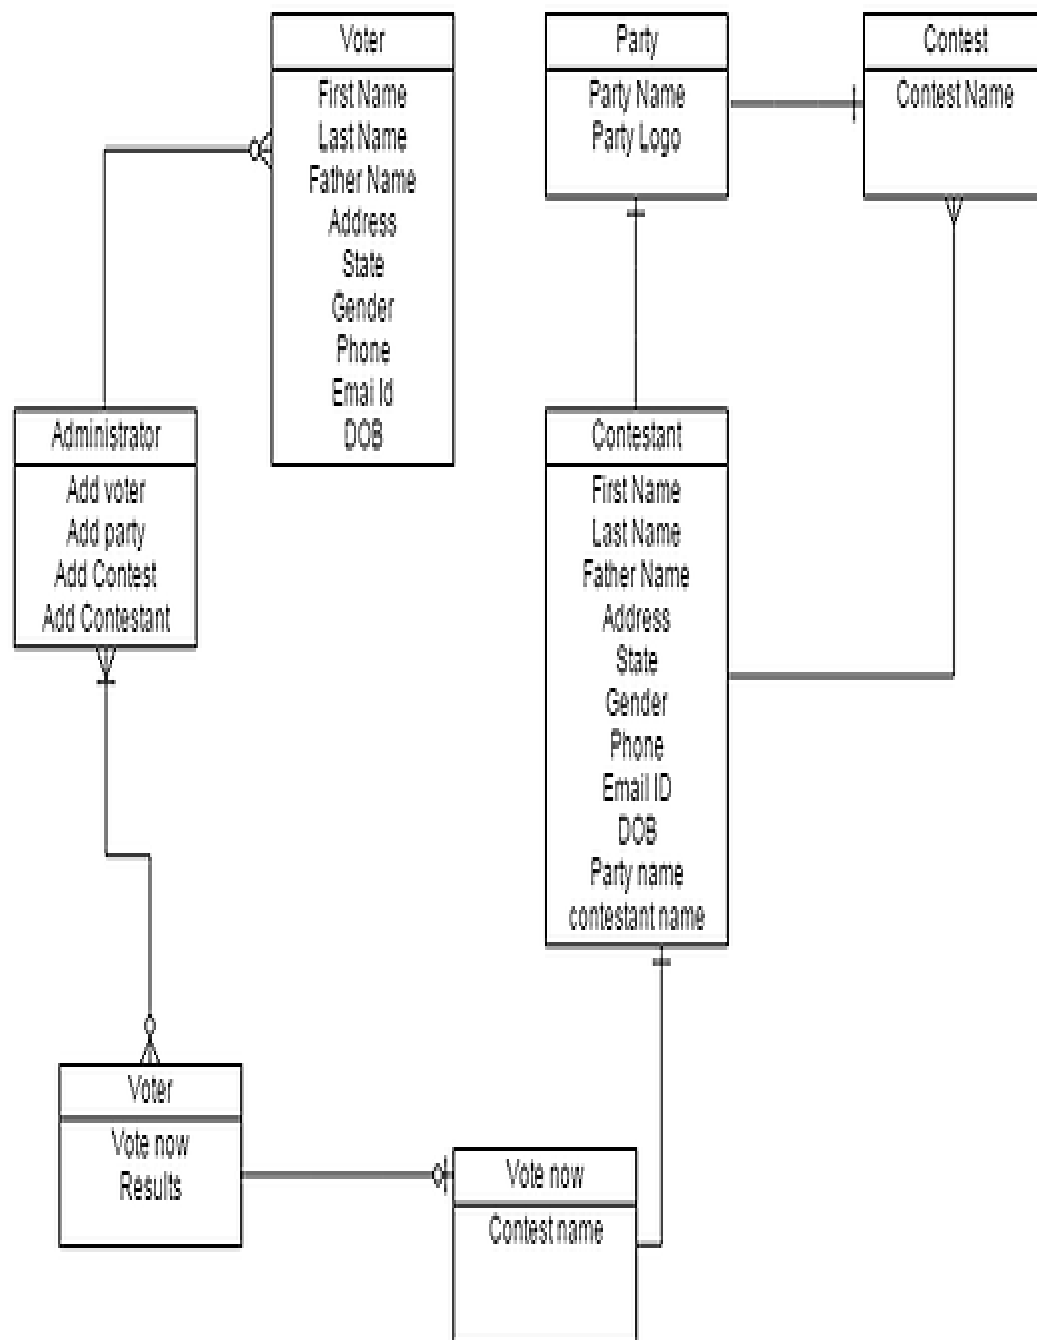 Voter
First Name
Last Name
Father Name
Address
State
Gender
Phone
Emai Id
DOB
Party
Party Name
Party Logo
Contest
Contest Name
Administrator
Add voter
Add party
Add Contest
Add Contestant
Contestant
First Name
Last Name
Father Name
Address
State
Gender
Phone
Email ID
DOB
Party name
contestant name
Voter
Vote now
Results
Vote now
Contest name